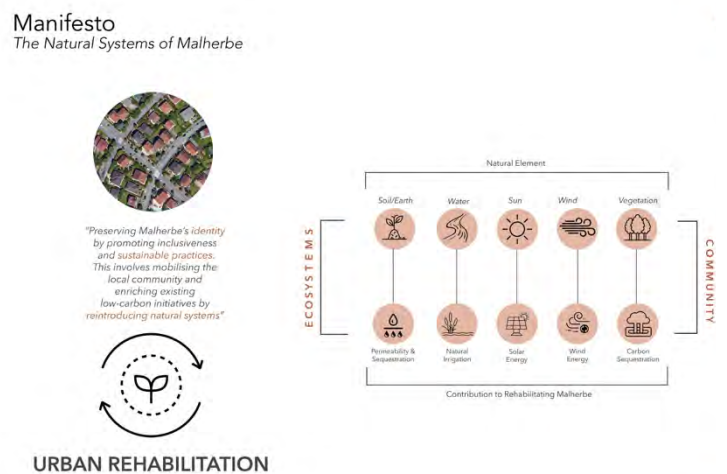 Manifesto
The Natural Systems of Malherbe
"Preserving Malherbe's identity
by promoting inclusiveness
and sustainable practices.
This involves mobilising the
local community and
enriching existing
low-carbon initiatives by
reintroducing natural systems"
URBAN REHABILITATION
Natural Element
Soil/Earth
Water
Sun
Wind
Vegetation
ECOSYSTEMS
COMMUNITY
Permeability &
Sequestration
Natural
Irrigation
Solar
Energy
Wind
Energy
Carbon
Sequestration
Contribution to Rehabilitating Malherbe